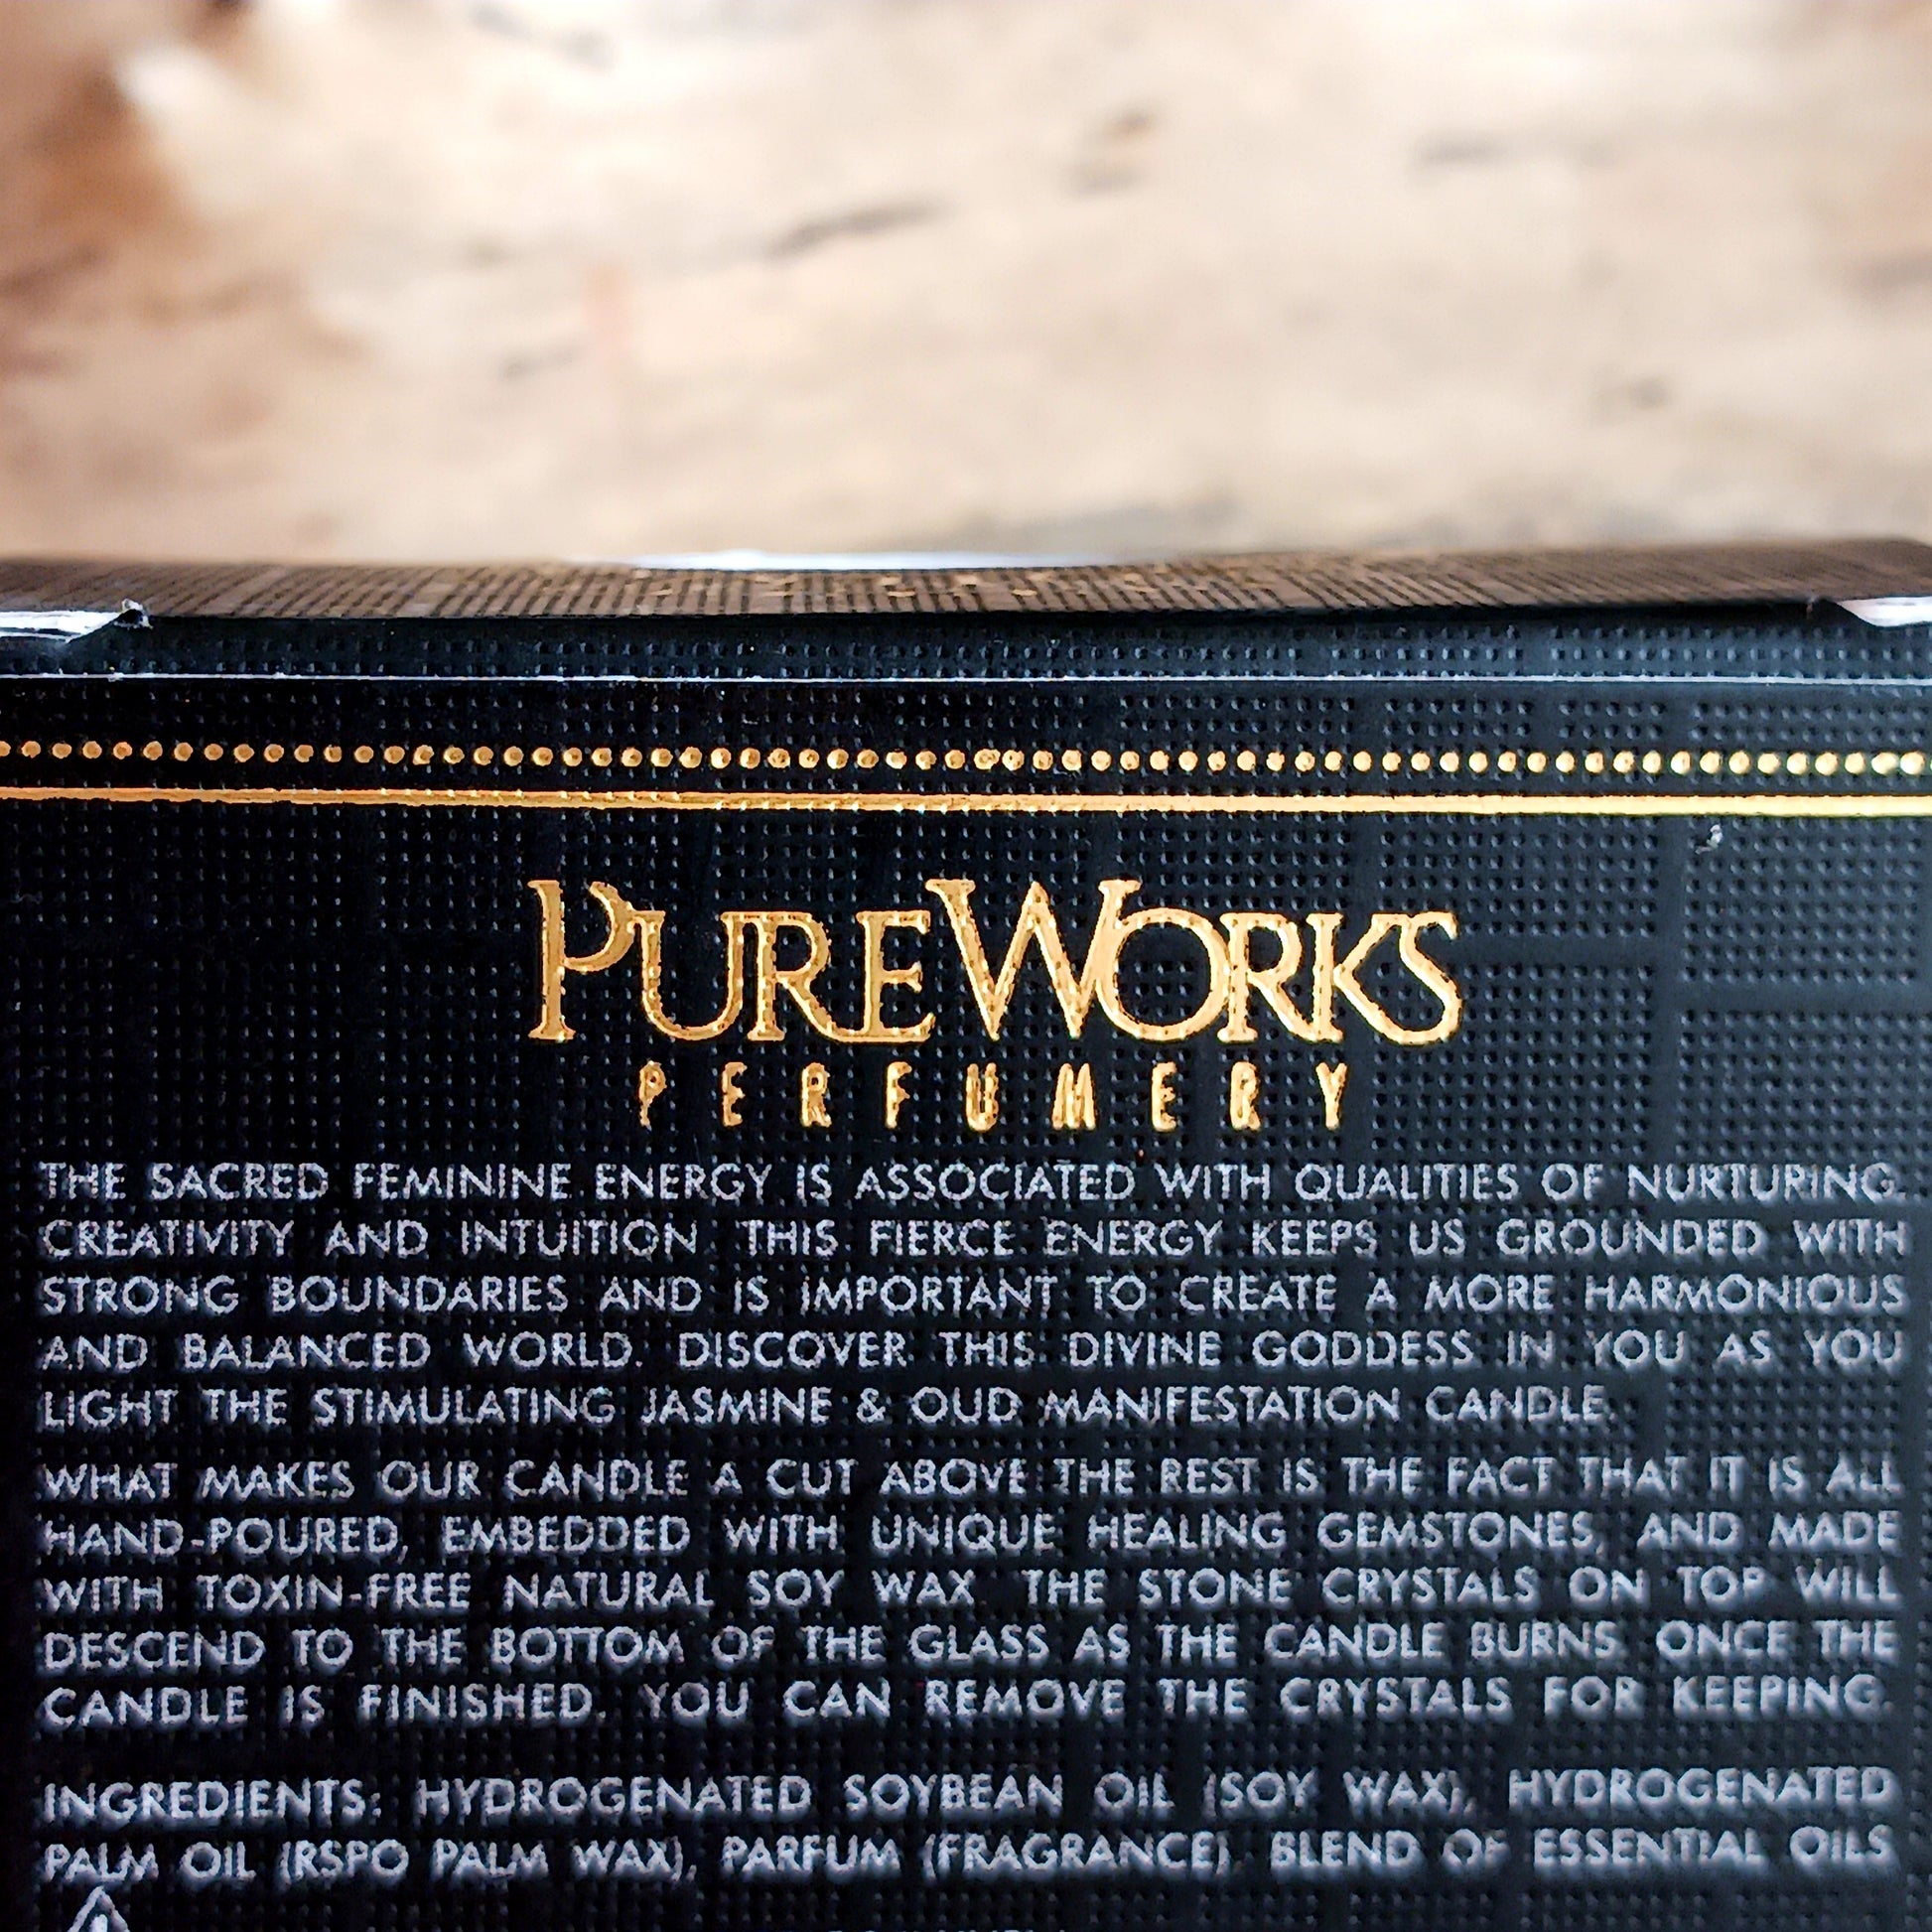 PUREWORKS
PERFUMERY
THE SACRED FEMININE ENERGY IS ASSOCIATED WITH QUALITIES OF NURTURING,
CREATIVITY AND INTUITION. THIS FIERCE ENERGY KEEPS US GROUNDED WITH
STRONG BOUNDARIES AND IS IMPORTANT TO CREATE A MORE HARMONIOUS
AND BALANCED WORLD. DISCOVER THIS DIVINE GODDESS IN YOU AS YOU
LIGHT THE STIMULATING JASMINE & OUD MANIFESTATION CANDLE.
WHAT MAKES OUR CANDLE A CUT ABOVE THE REST IS THE FACT THAT IT IS ALL
HAND-POURED, EMBEDDED WITH UNIQUE HEALING GEMSTONES, AND MADE
WITH TOXIN-FREE NATURAL SOY WAX. THE STONE CRYSTALS ON TOP WILL
DESCEND TO THE BOTTOM OF THE GLASS AS THE CANDLE BURNS. ONCE THE
CANDLE IS FINISHED. YOU CAN REMOVE THE CRYSTALS FOR KEEPING.
INGREDIENTS: HYDROGENATED SOYBEAN OIL (SOY WAX), HYDROGENATED
PALM OIL (RSPO PALM WAX), PARFUM (FRAGRANCE), BLEND OF ESSENTIAL OILS